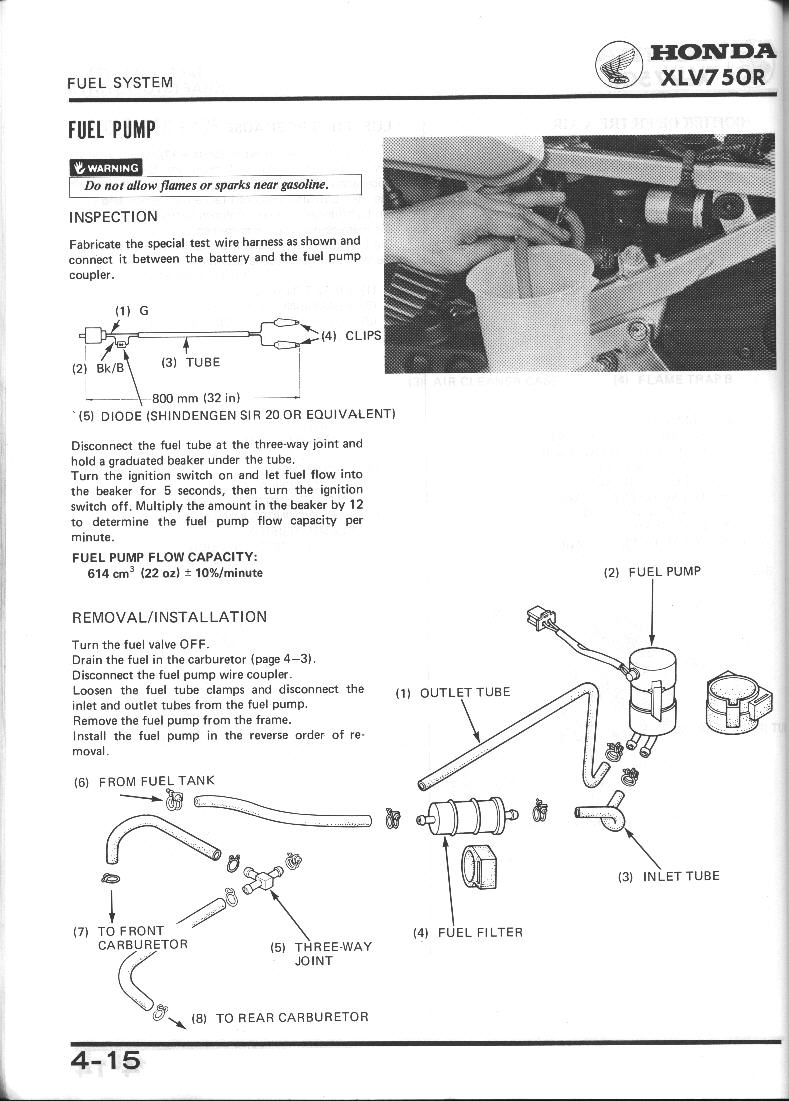 FUEL SYSTEM
HONDA
XLV750R
FUEL PUMP
WARNING
Do not allow flames or sparks near gasoline.
INSPECTION
Fabricate the special test wire harness as shown and
connect it between the battery and the fuel pump
coupler.
(1) G
(4) CLIPS
(2) Bk/B
(3) TUBE
800 mm (32 in)
(5) DIODE (SHINDENGEN SIR 20 OR EQUIVALENT)
Disconnect the fuel tube at the three-way joint and
hold a graduated beaker under the tube.
Turn the ignition switch on and let fuel flow into
the beaker for 5 seconds, then turn the ignition
switch off. Multiply the amount in the beaker by 12
to determine the fuel pump flow capacity per
minute.
FUEL PUMP FLOW CAPACITY:
614 cm³ (22 oz) ± 10%/minute
REMOVAL/INSTALLATION
Turn the fuel valve OFF.
Drain the fuel in the carburetor (page 4–3).
Disconnect the fuel pump wire coupler.
Loosen the fuel tube clamps and disconnect the
inlet and outlet tubes from the fuel pump.
Remove the fuel pump from the frame.
Install the fuel pump in the reverse order of re-
moval.
(2) FUEL PUMP
(1) OUTLET TUBE
(6) FROM FUEL TANK
(3) INLET TUBE
(7) TO FRONT
CARBURETOR
(5) THREE-WAY
JOINT
(4) FUEL FILTER
(8) TO REAR CARBURETOR
4-15